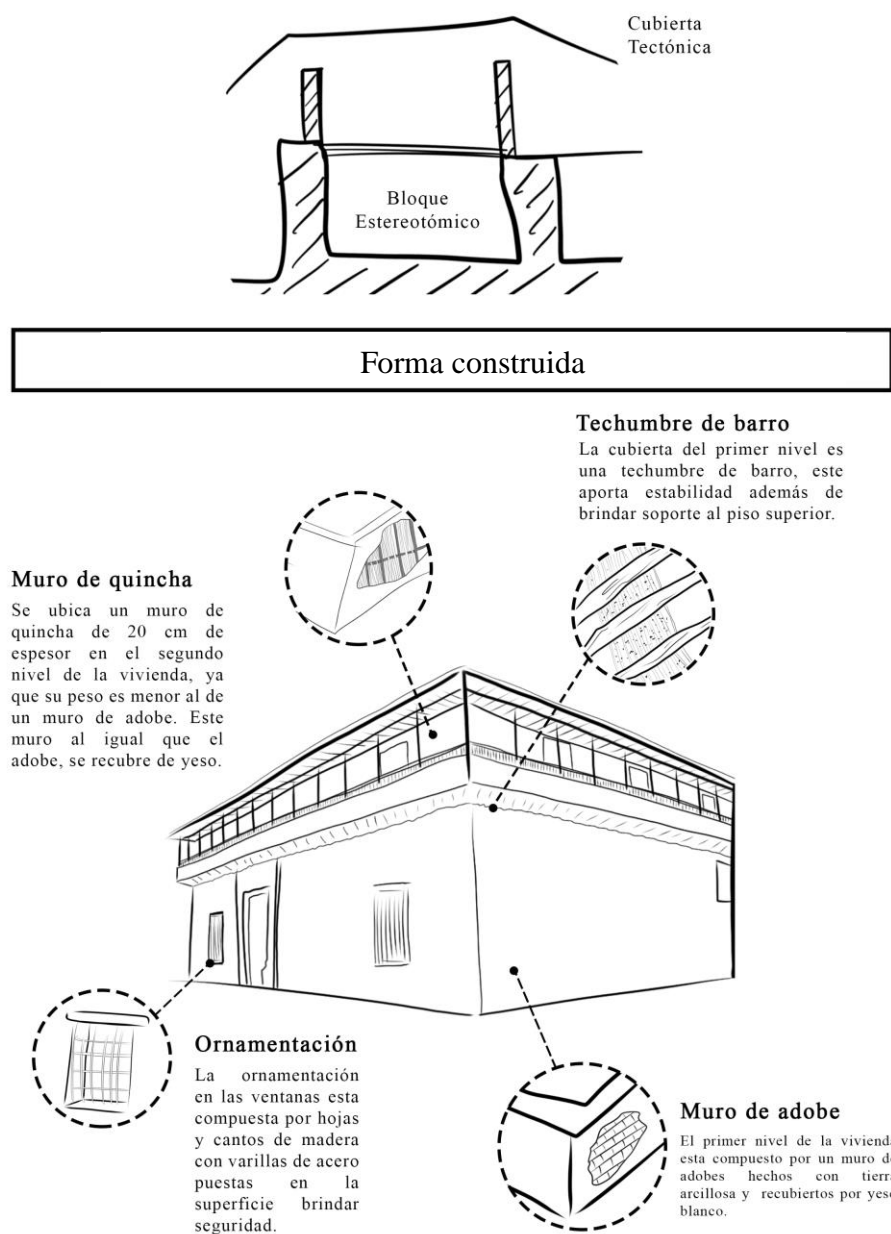 Cubierta
Tectónica
Bloque
Estereotómico
Forma construida
Techumbre de barro
La cubierta del primer nivel es
una techumbre de barro, este
aporta estabilidad además de
brindar soporte al piso superior.
Muro de quincha
Se ubica un muro de
quincha de 20 cm de
espesor en el segundo
nivel de la vivienda, ya
que su peso es menor al de
un muro de adobe. Este
muro al igual que el
adobe, se recubre de yeso.
Ornamentación
La ornamentación
en las ventanas esta
compuesta por hojas
y cantos de madera
con varillas de acero
puestas en la
superficie brindar
seguridad.
Muro de adobe
El primer nivel de la vivienda
esta compuesto por un muro de
adobes hechos con tierra
arcillosa y recubiertos por yeso
blanco.